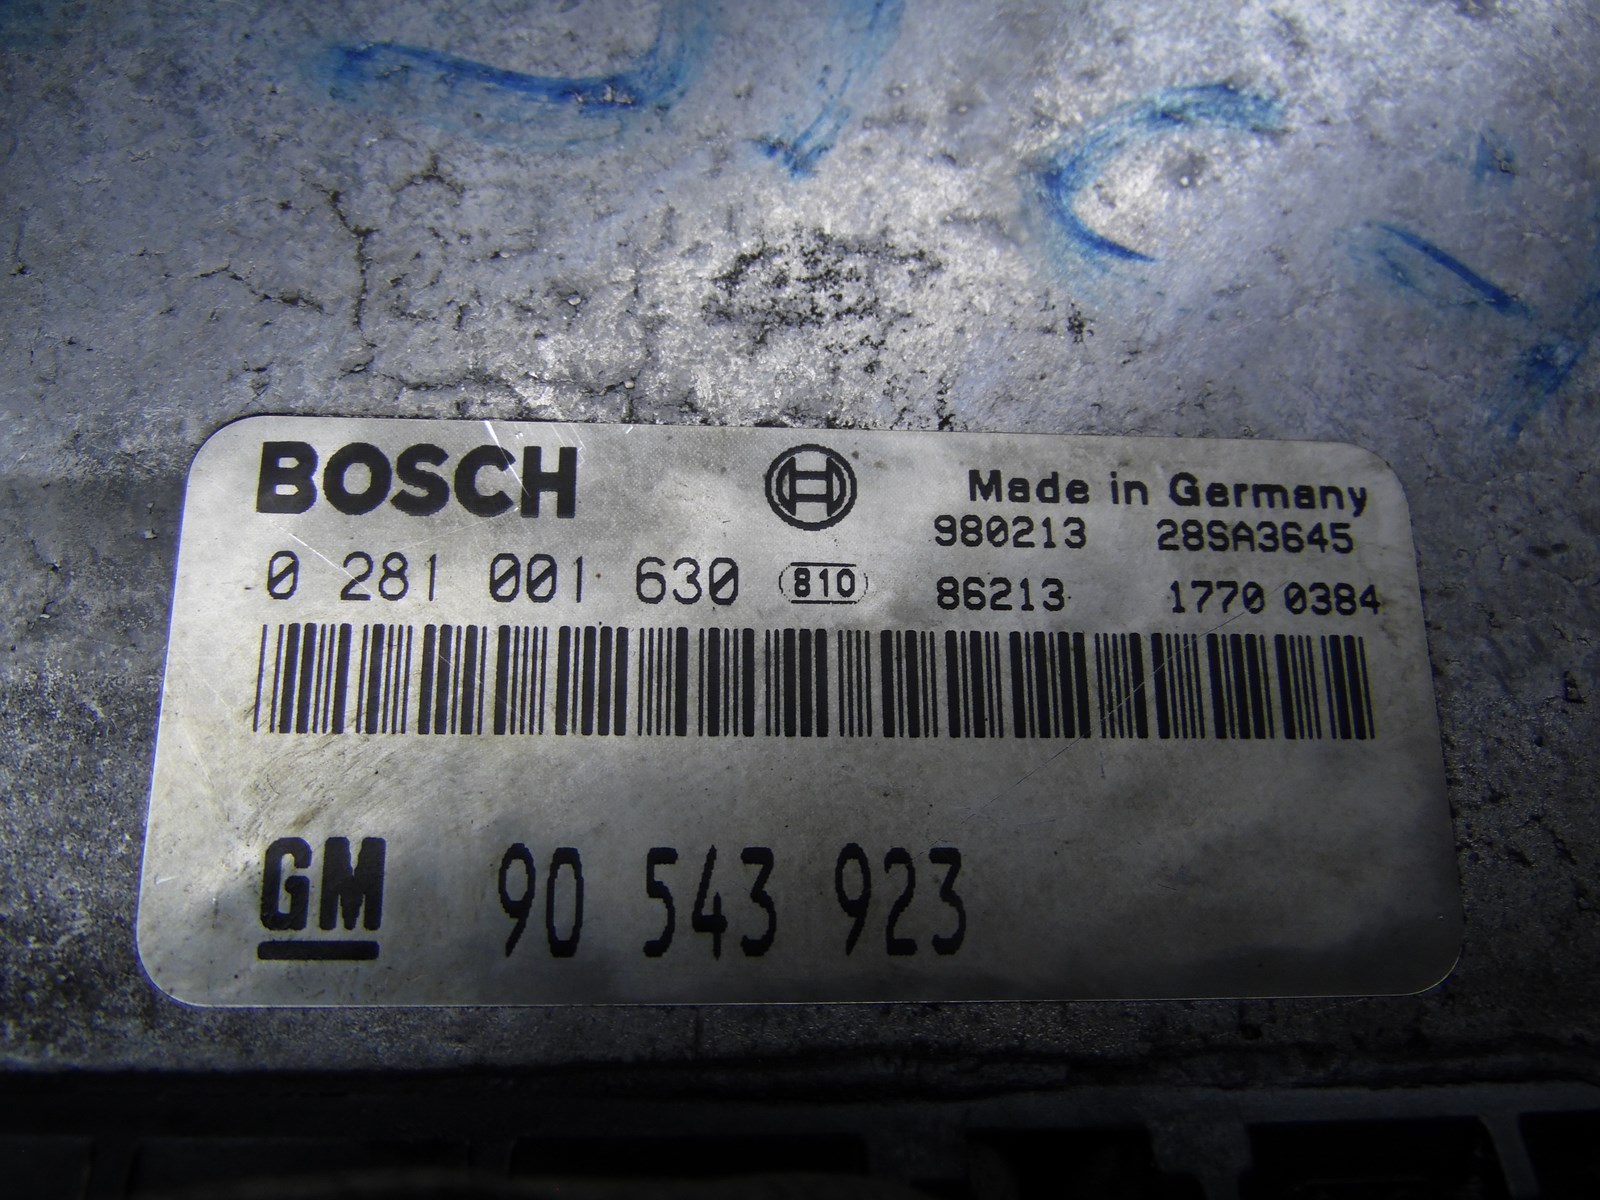 BOSCH
Made in Germany
980213 28SA3645
0 281 001 630 810
86213 1770 0384
GM 90 543 923